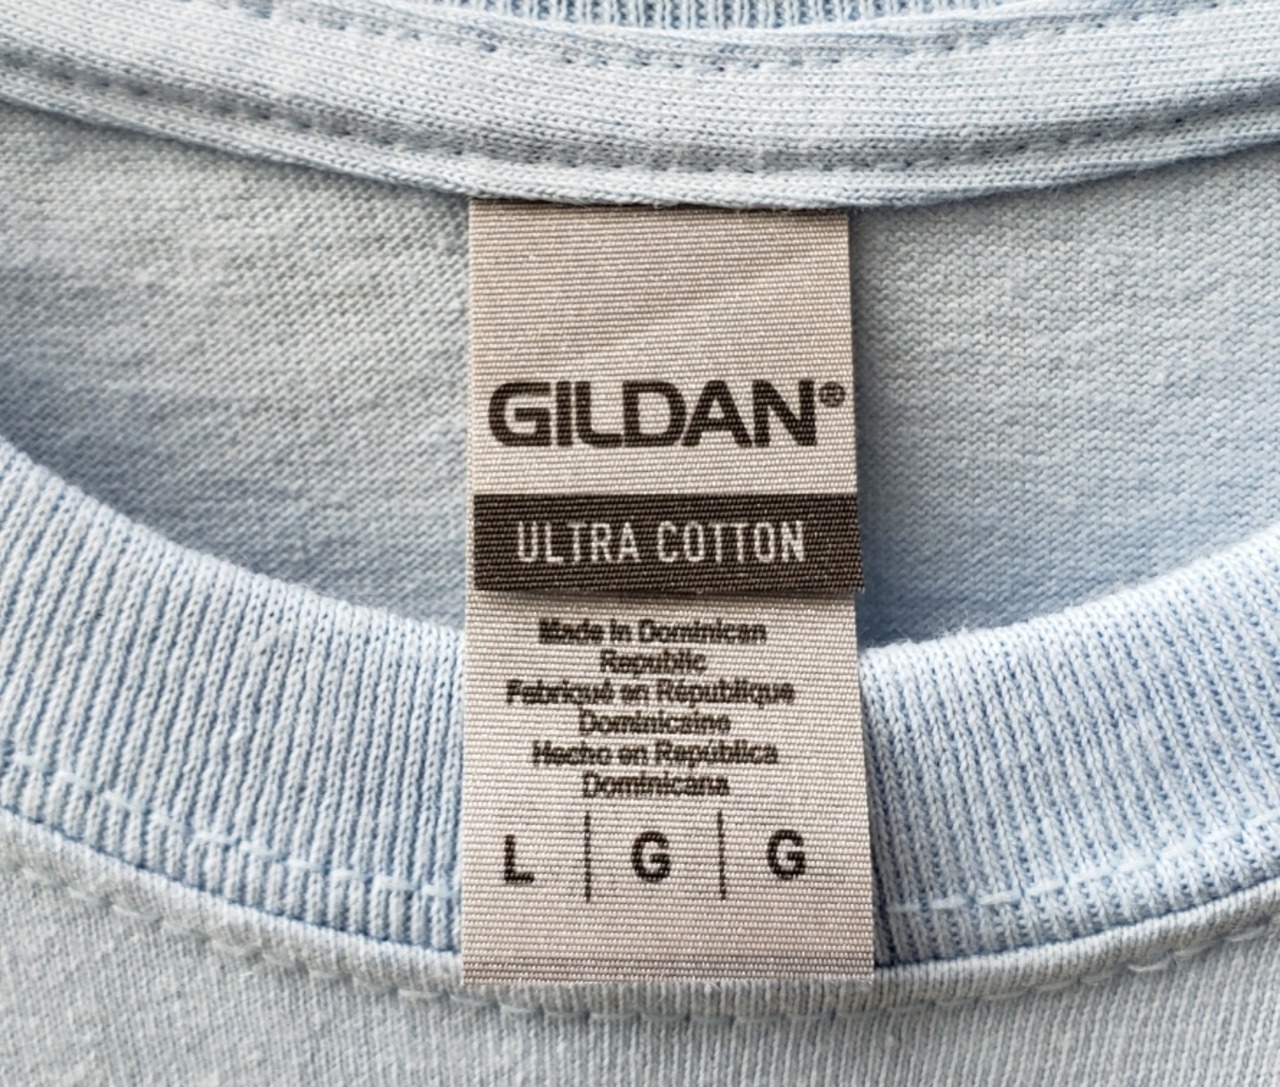 GILDAN®
ULTRA COTTON
Made in Dominican
Republic
Fabriqué en République
Dominicaine
Hecho en República
Dominicana
L | G | G